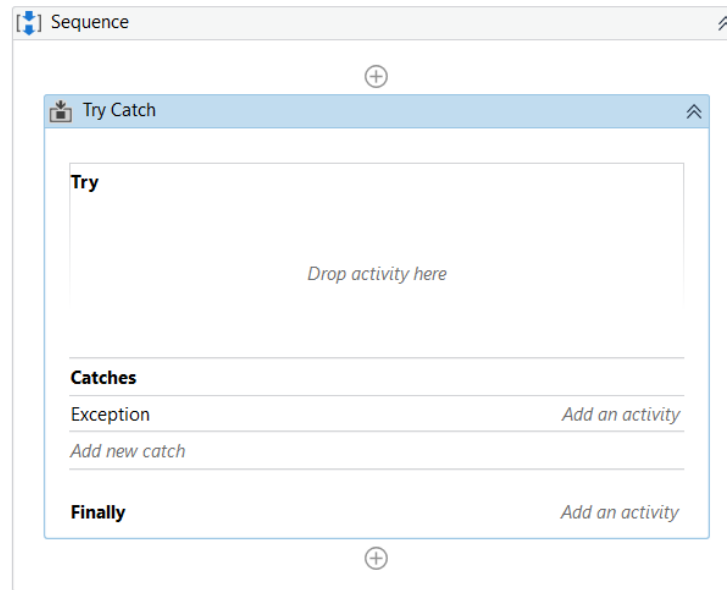 Sequence
Try Catch
Try
Drop activity here
Catches
Exception Add an activity
Add new catch
Finally Add an activity